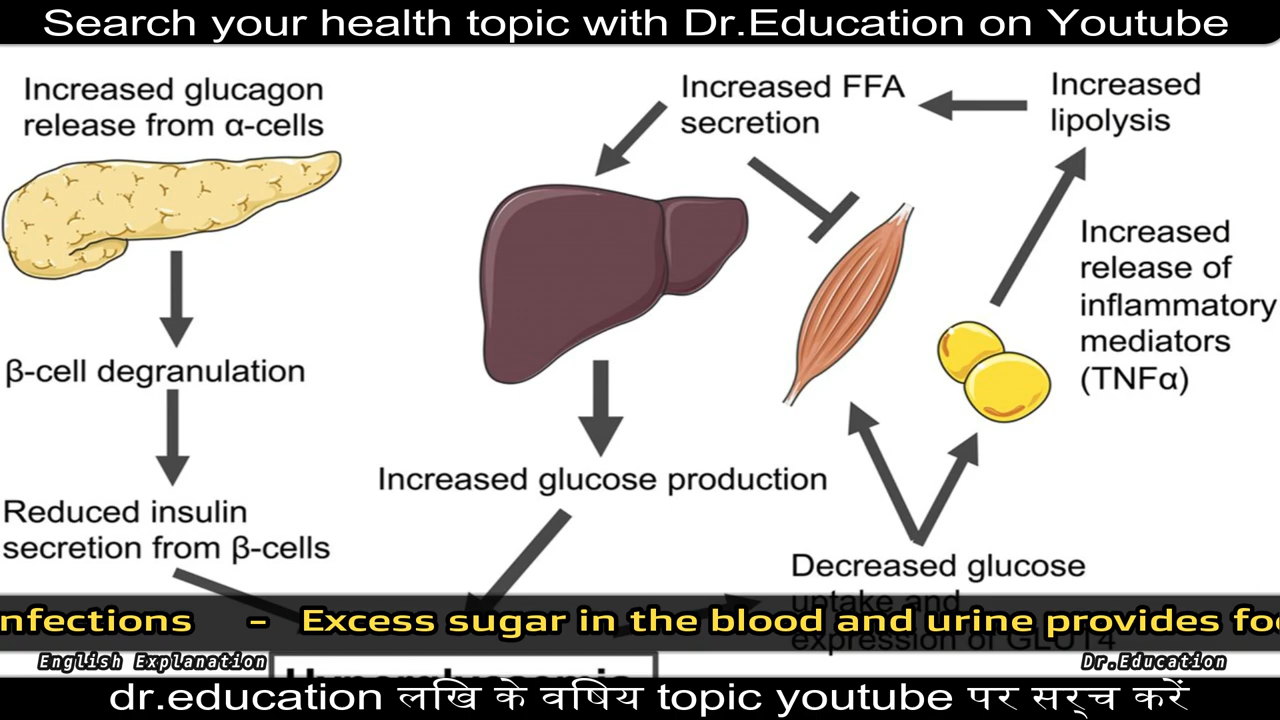 Search your health topic with Dr.Education on Youtube
Increased glucagon
release from α-cells
Increased FFA
secretion
Increased
lipolysis
Increased
release of
inflammatory
mediators
(TNFα)
β-cell degranulation
Increased glucose production
Reduced insulin
secretion from β-cells
Decreased glucose
uptake and
expression of GLUT4
nfections – Excess sugar in the blood and urine provides foo
English Explanation
Dr.Education
Hyperglycaemia
dr.education लखि के वषिय topic youtube पर सर्च करें